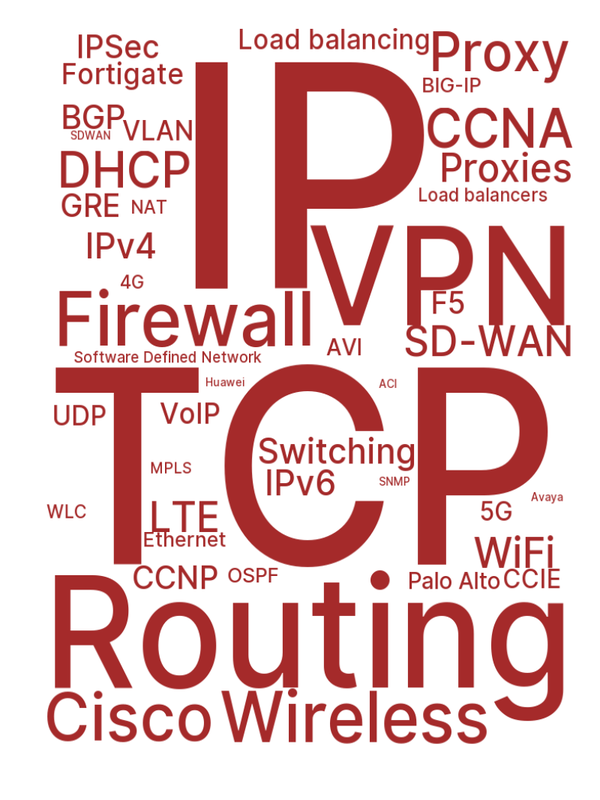 IPSec
Load balancing
Proxy
Fortigate
IP
BIG-IP
BGP
VLAN
SDWAN
CCNA
DHCP
Proxies
Load balancers
GRE
NAT
IPv4
VPN
4G
Firewall
F5
AVI
SD-WAN
Software Defined Network
TCP
Huawei
ACI
UDP
VoIP
Switching
MPLS
IPv6
SNMP
Avaya
WLC
LTE
5G
Ethernet
WiFi
CCNP
OSPF
Palo Alto
CCIE
Routing
Cisco
Wireless